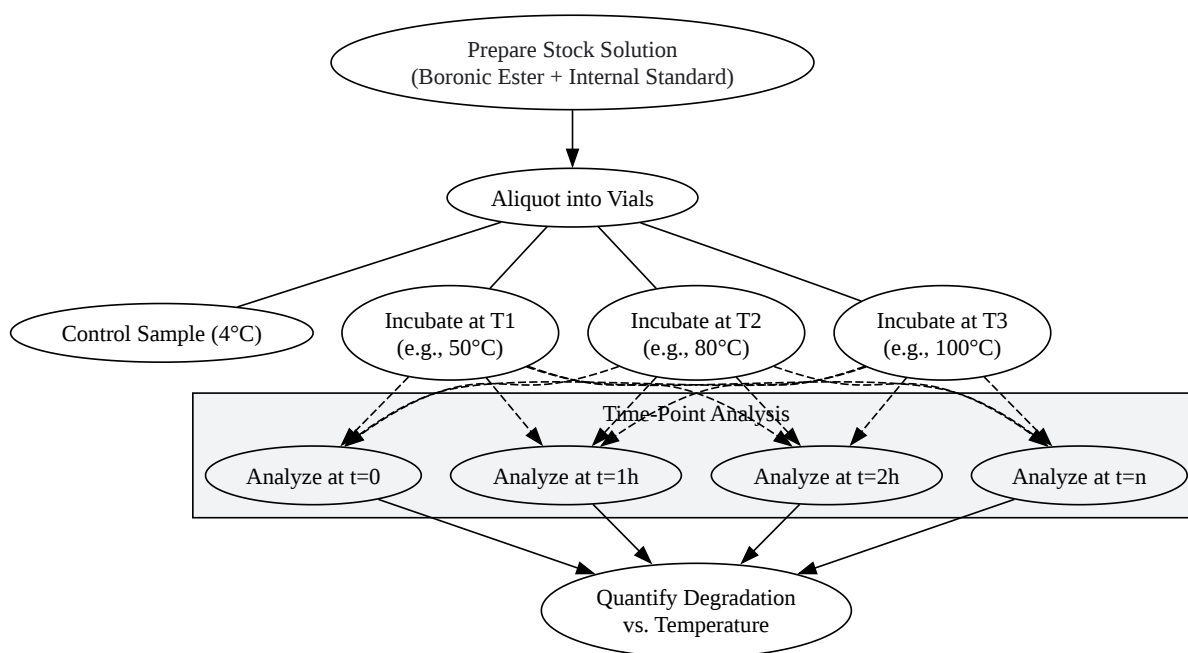 Prepare Stock Solution
(Boronic Ester + Internal Standard)
Aliquot into Vials
Control Sample (4°C)
Incubate at T1
(e.g., 50°C)
Incubate at T2
(e.g., 80°C)
Incubate at T3
(e.g., 100°C)
Time-Point Analysis
Analyze at t=0
Analyze at t=1h
Analyze at t=2h
Analyze at t=n
Quantify Degradation
vs. Temperature